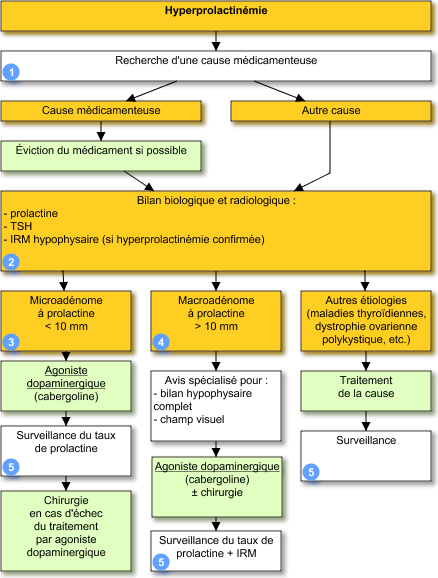 Hyperprolactinémie
Recherche d'une cause médicamenteuse
1
Cause médicamenteuse
Autre cause
Éviction du médicament si possible
Bilan biologique et radiologique :
- prolactine
- TSH
- IRM hypophysaire (si hyperprolactinémie confirmée)
2
Microadénome
à prolactine
< 10 mm
3
Macroadénome
à prolactine
> 10 mm
4
Autres étiologies
(maladies thyroïdiennes,
dystrophie ovarienne
polykystique, etc.)
Agoniste
dopaminergique
(cabergoline)
Avis spécialisé pour :
- bilan hypophysaire
complet
- champ visuel
Traitement
de la cause
Surveillance du taux
de prolactine
5
Agoniste dopaminergique
(cabergoline)
± chirurgie
Surveillance
5
Chirurgie
en cas d'échec
du traitement
par agoniste
dopaminergique
Surveillance du taux de
prolactine + IRM
5